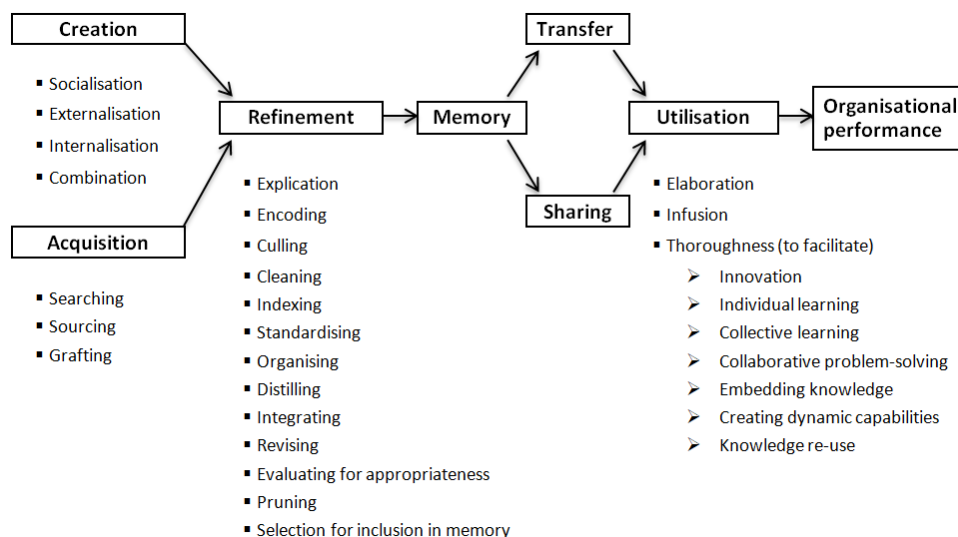 Creation
▪ Socialisation
▪ Externalisation
▪ Internalisation
▪ Combination
Acquisition
▪ Searching
▪ Sourcing
▪ Grafting
Refinement
▪ Explication
▪ Encoding
▪ Culling
▪ Cleaning
▪ Indexing
▪ Standardising
▪ Organising
▪ Distilling
▪ Integrating
▪ Revising
▪ Evaluating for appropriateness
▪ Pruning
▪ Selection for inclusion in memory
Memory
Transfer
Sharing
Utilisation
▪ Elaboration
▪ Infusion
▪ Thoroughness (to facilitate)
➢ Innovation
➢ Individual learning
➢ Collective learning
➢ Collaborative problem-solving
➢ Embedding knowledge
➢ Creating dynamic capabilities
➢ Knowledge re-use
Organisational
performance